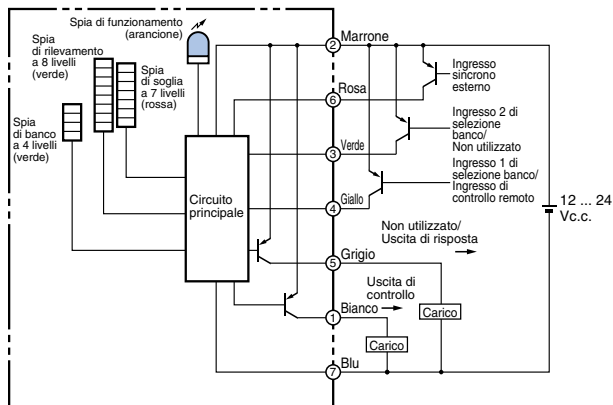 Spia di funzionamento
(arancione)
Spia
di rilevamento
a 8 livelli
(verde)
Spia
di soglia
a 7 livelli
(rossa)
Spia
di banco
a 4 livelli
(verde)
Circuito
principale
2 Marrone
6 Rosa
3 Verde
4 Giallo
5 Grigio
1 Bianco
7 Blu
Ingresso
sincrono
esterno
Ingresso 2 di
selezione
banco/
Non utilizzato
Ingresso 1 di
selezione banco/
Ingresso di
controllo remoto
Non utilizzato/
Uscita di risposta
Uscita di
controllo
Carico
Carico
12 ... 24
Vc.c.